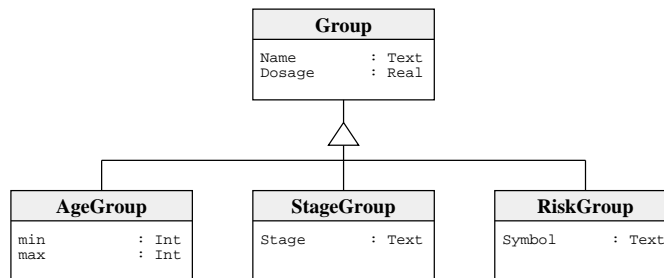 Group
Name : Text
Dosage : Real
AgeGroup
min : Int
max : Int
StageGroup
Stage : Text
RiskGroup
Symbol : Text